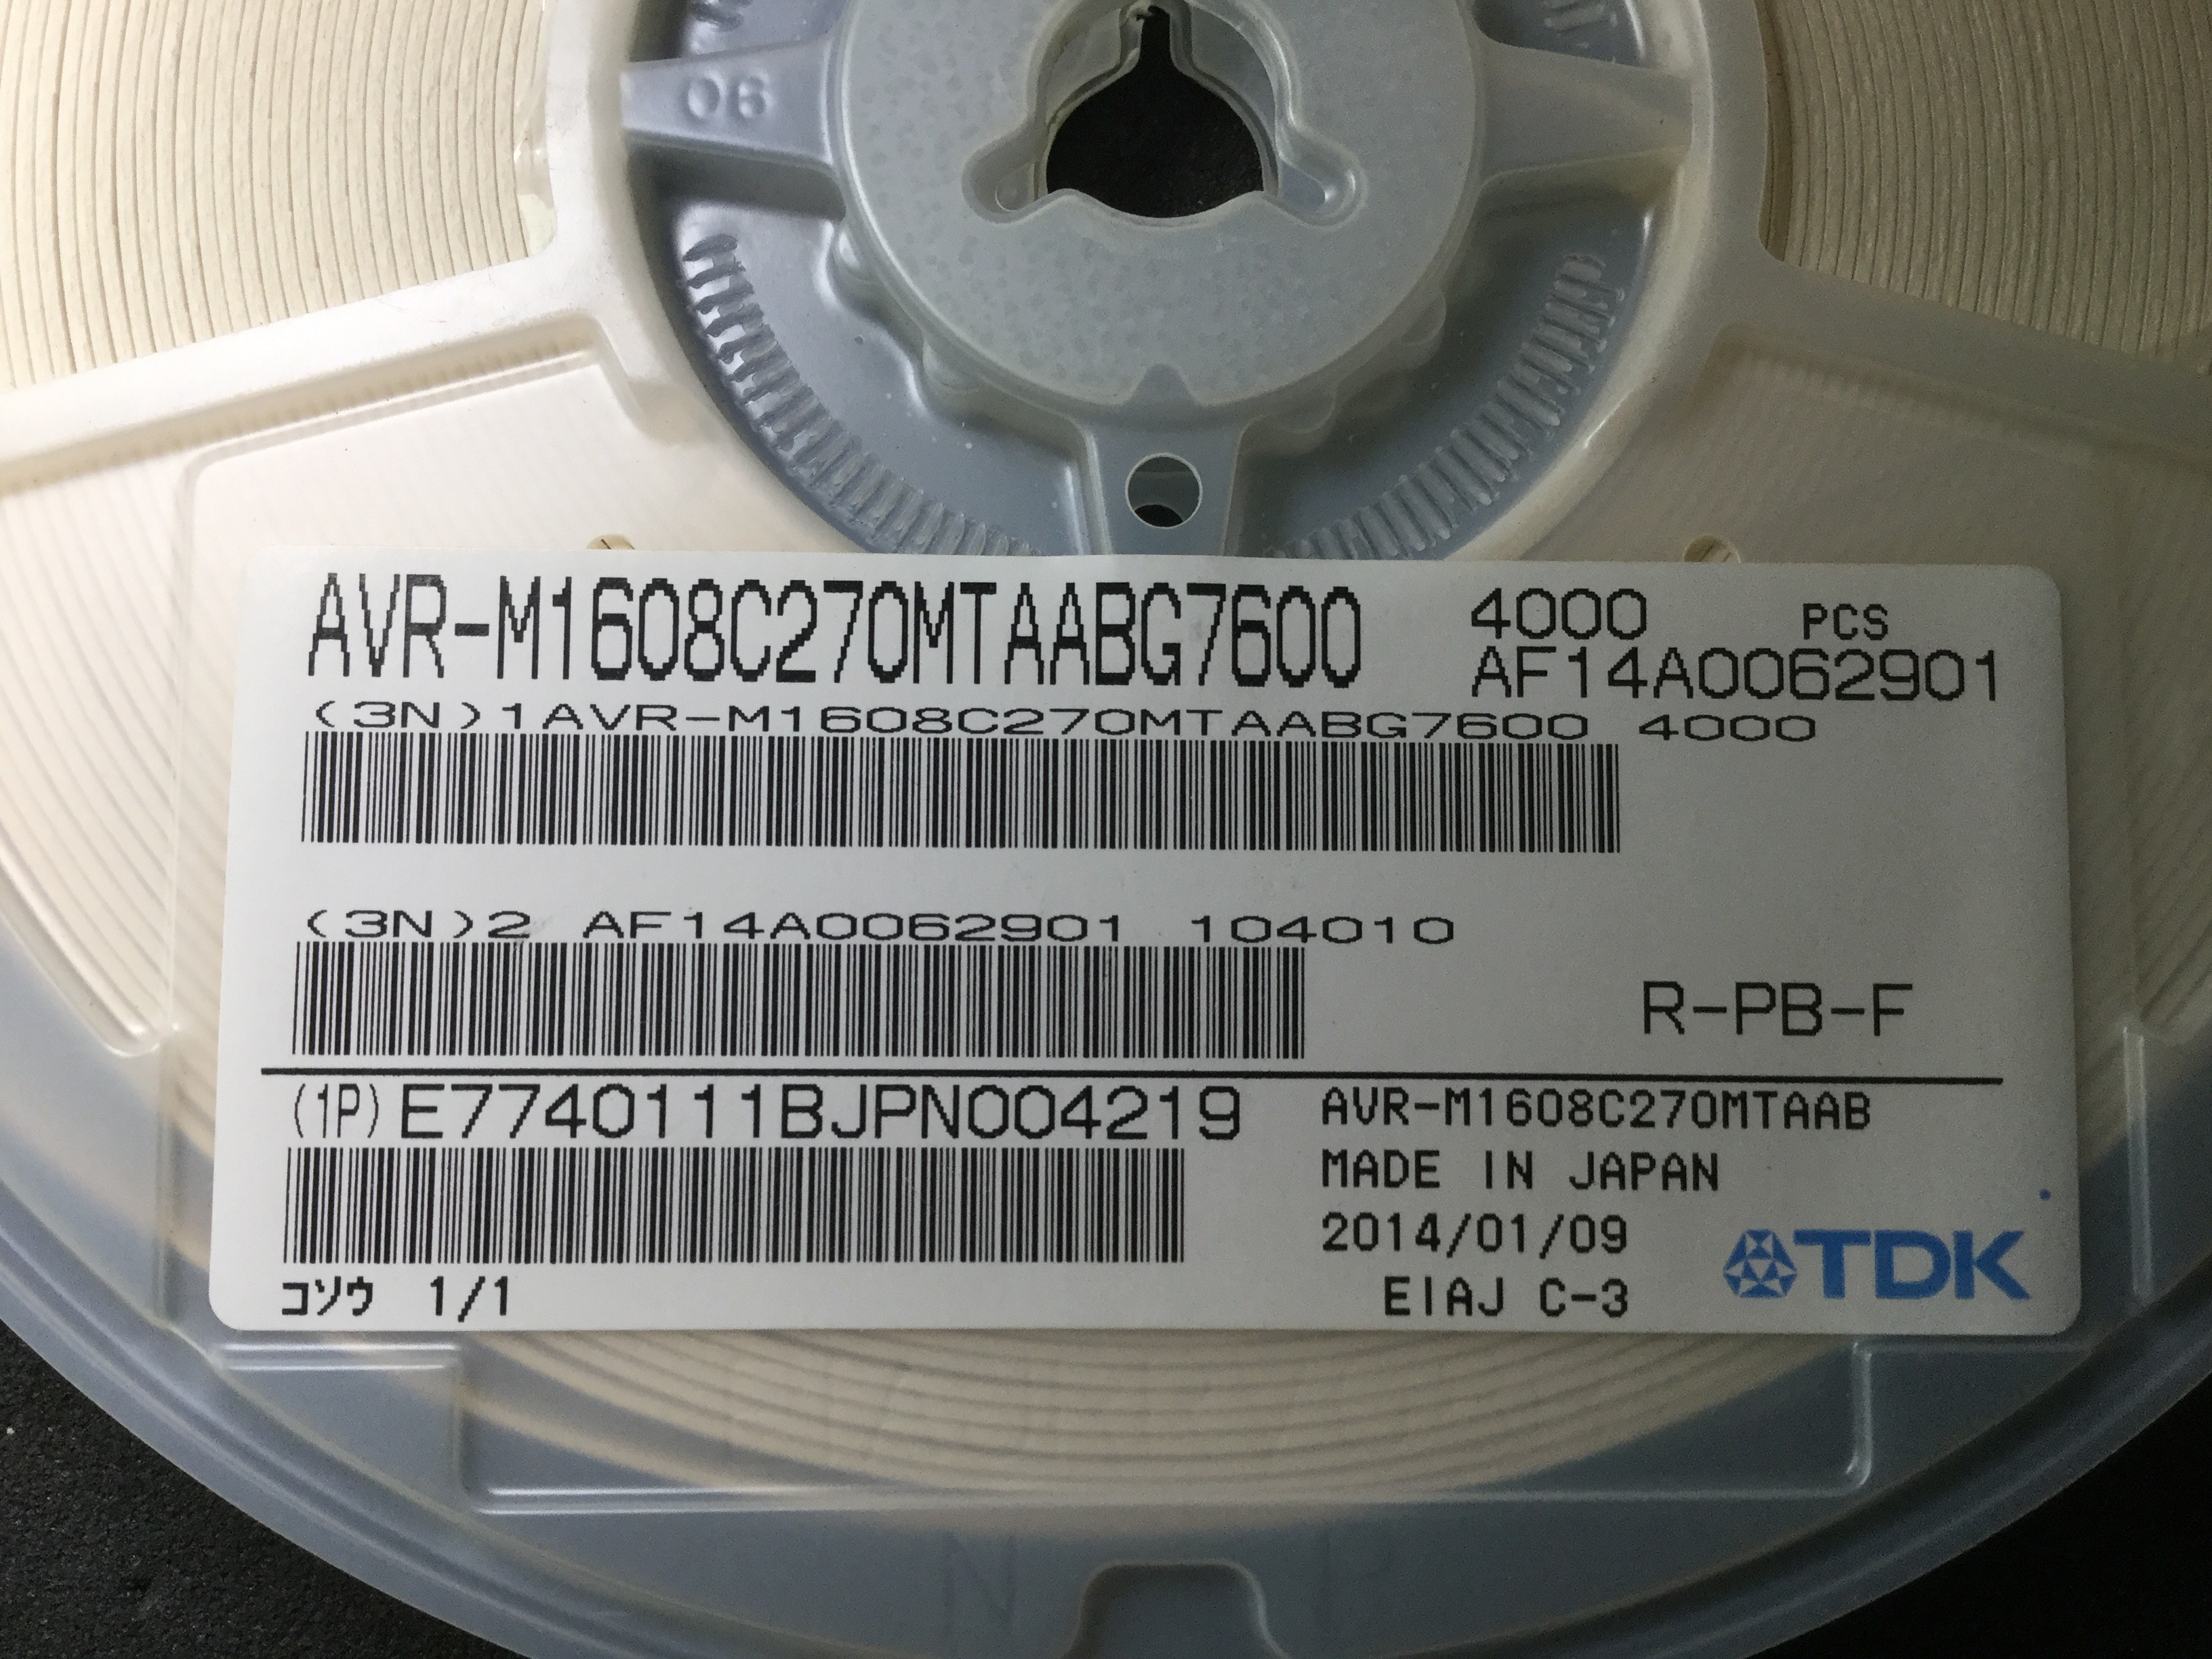 06
AVR-M1608C270MTAABG7600 4000 PCS
AF14A0062901
(3N)1AVR-M1608C270MTAABG7600 4000
(3N)2 AF14A0062901 104010
R-PB-F
(1P)E7740111BJPN004219
AVR-M1608C270MTAAB
MADE IN JAPAN
2014/01/09
TDK
コソウ 1/1
EIAJ C-3